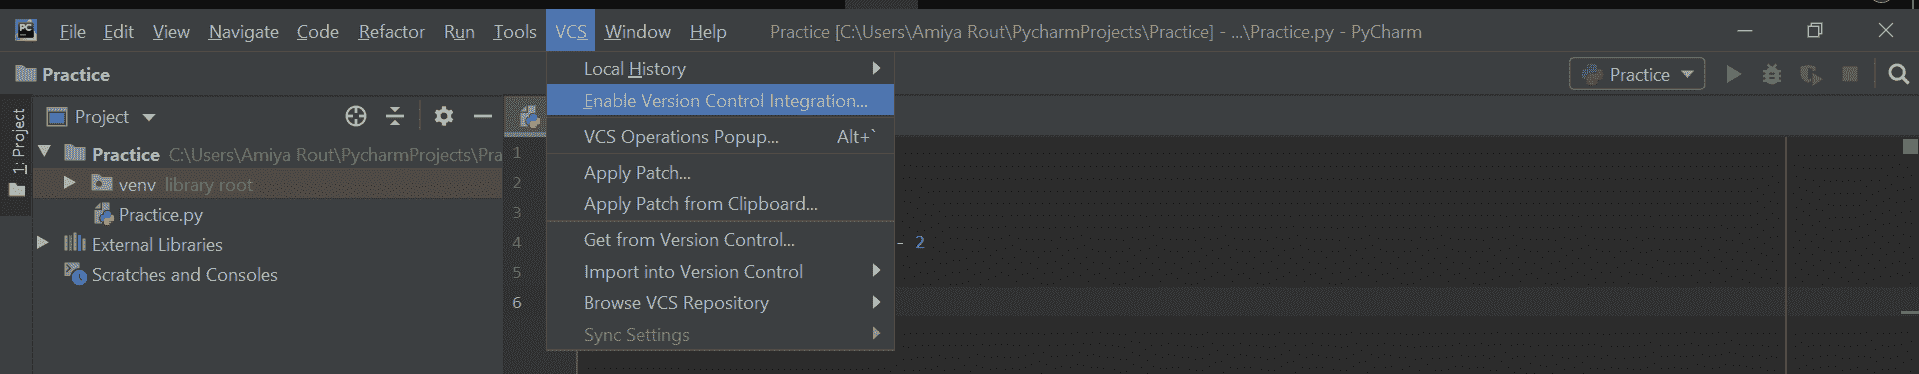 PC File Edit View Navigate Code Refactor Run Tools VCS Window Help Practice [C:\Users\Amiya Rout\PycharmProjects\Practice] - ...\Practice.py - PyCharm
Practice
Practice
1: Project
Project
Practice C:\Users\Amiya Rout\PycharmProjects\Pra
venv library root
Practice.py
External Libraries
Scratches and Consoles
Local History
Enable Version Control Integration...
VCS Operations Popup... Alt+`
Apply Patch...
Apply Patch from Clipboard...
Get from Version Control...
Import into Version Control
Browse VCS Repository
Sync Settings
1
2
3
4 - 2
5
6